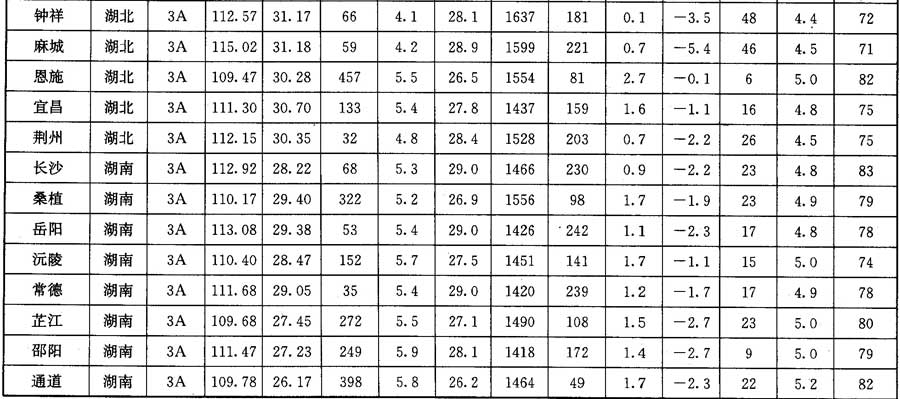 钟祥 湖北 3A 112.57 31.17 66 4.1 28.1 1637 181 0.1 -3.5 48 4.4 72
麻城 湖北 3A 115.02 31.18 59 4.2 28.9 1599 221 0.7 -5.4 46 4.5 71
恩施 湖北 3A 109.47 30.28 457 5.5 26.5 1554 81 2.7 -0.1 6 5.0 82
宜昌 湖北 3A 111.30 30.70 133 5.4 27.8 1437 159 1.6 -1.1 16 4.8 75
荆州 湖北 3A 112.15 30.35 32 4.8 28.4 1528 203 0.7 -2.2 26 4.5 75
长沙 湖南 3A 112.92 28.22 68 5.3 29.0 1466 230 0.9 -2.2 23 4.8 83
桑植 湖南 3A 110.17 29.40 322 5.2 26.9 1556 98 1.7 -1.9 23 4.9 79
岳阳 湖南 3A 113.08 29.38 53 5.4 29.0 1426 242 1.1 -2.3 17 4.8 78
沅陵 湖南 3A 110.40 28.47 152 5.7 27.5 1451 141 1.7 -1.1 15 5.0 74
常德 湖南 3A 111.68 29.05 35 5.4 29.0 1420 239 1.2 -1.7 17 4.9 78
芷江 湖南 3A 109.68 27.45 272 5.5 27.1 1490 108 1.5 -2.7 23 5.0 80
邵阳 湖南 3A 111.47 27.23 249 5.9 28.1 1418 172 1.4 -2.7 9 5.0 79
通道 湖南 3A 109.78 26.17 398 5.8 26.2 1464 49 1.7 -2.3 22 5.2 82